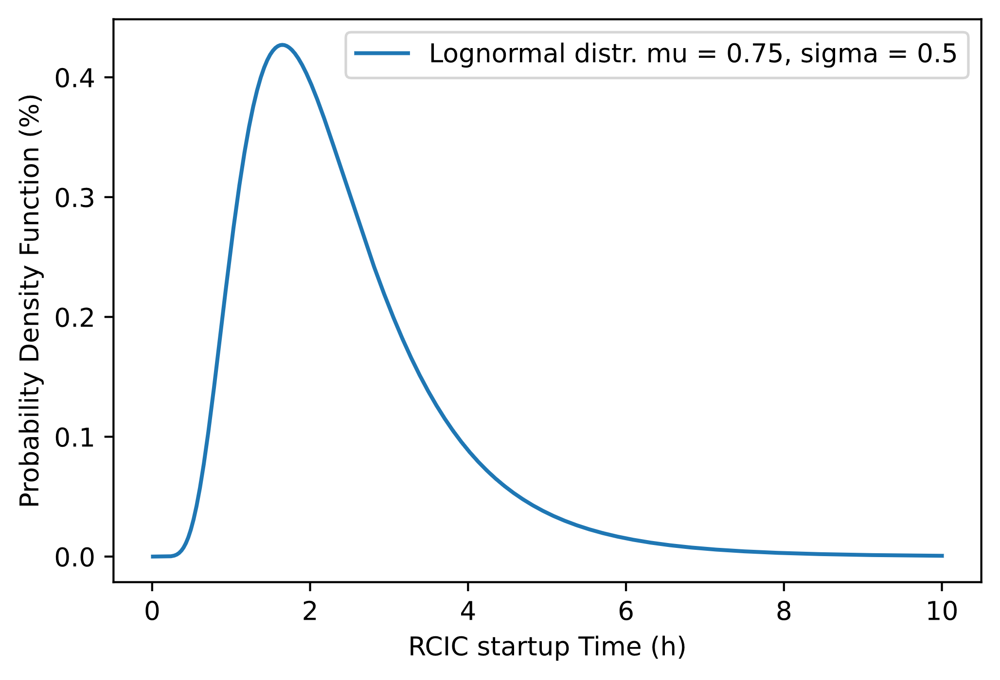 Lognormal distr. mu = 0.75, sigma = 0.5
Probability Density Function (%)
0.4
0.3
0.2
0.1
0.0
0 2 4 6 8 10
RCIC startup Time (h)